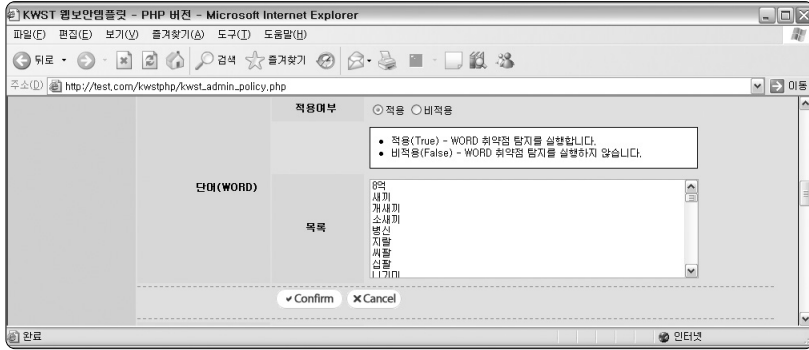 KWST 웹보안템플릿 - PHP 버전 - Microsoft Internet Explorer
파일(F) 편집(E) 보기(V) 즐겨찾기(A) 도구(T) 도움말(H)
뒤로 검색 즐겨찾기
주소(D) http://test.com/kwstphp/kwst_admin_policy.php 이동
적용여부 적용 비적용
• 적용(True) - WORD 취약점 탐지를 실행합니다.
• 비적용(False) - WORD 취약점 탐지를 실행하지 않습니다.
단어(WORD)
목록
8억
새끼
개새끼
소새끼
병신
지랄
씨팔
십팔
니기미
Confirm Cancel
완료 인터넷